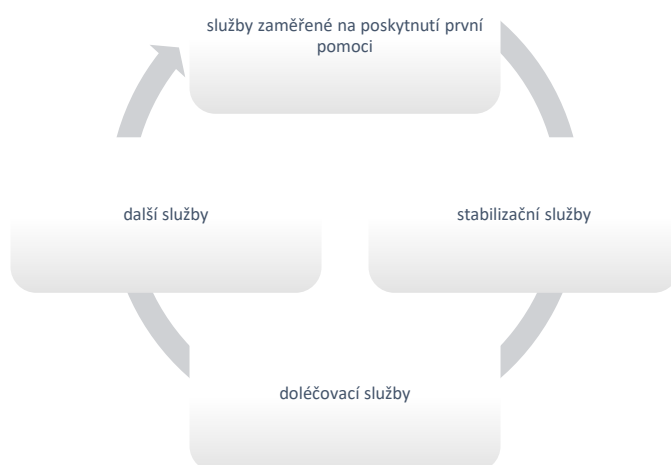 služby zaměřené na poskytnutí první
pomoci
další služby
stabilizační služby
doléčovací služby